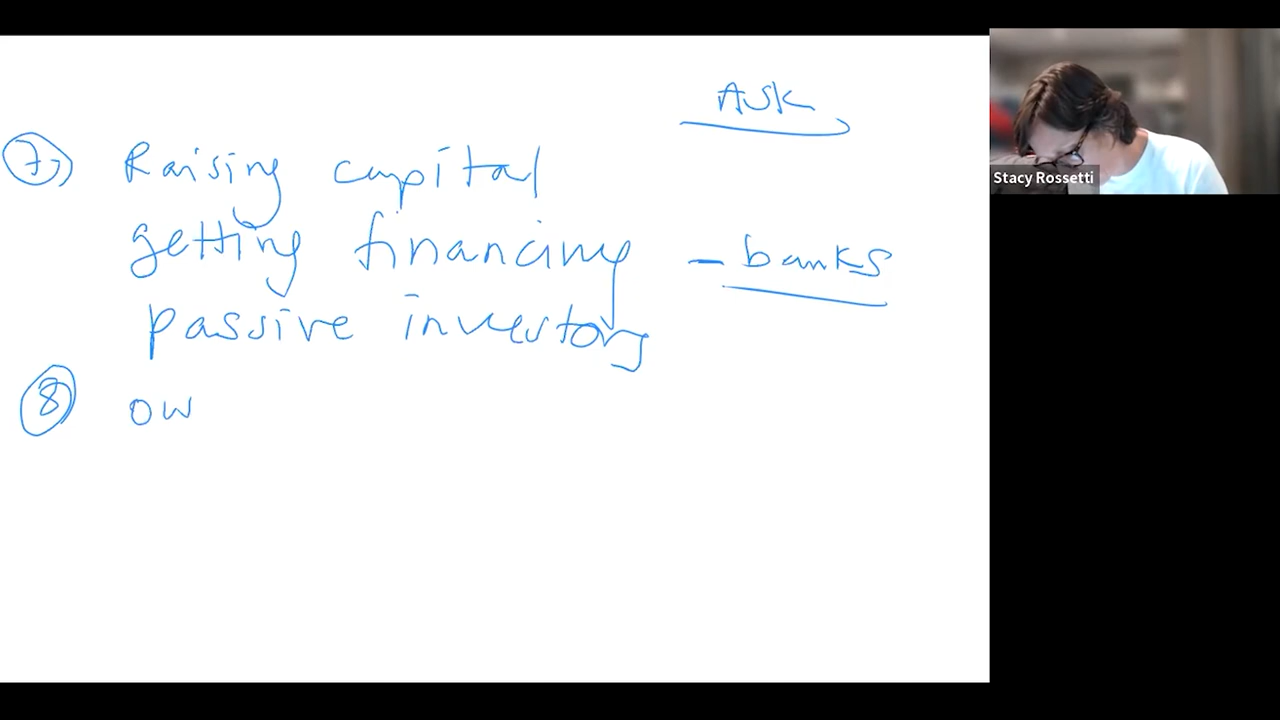 Ask
7 Raising capital
getting financing - banks
passive investors
8 ow
Stacy Rossetti